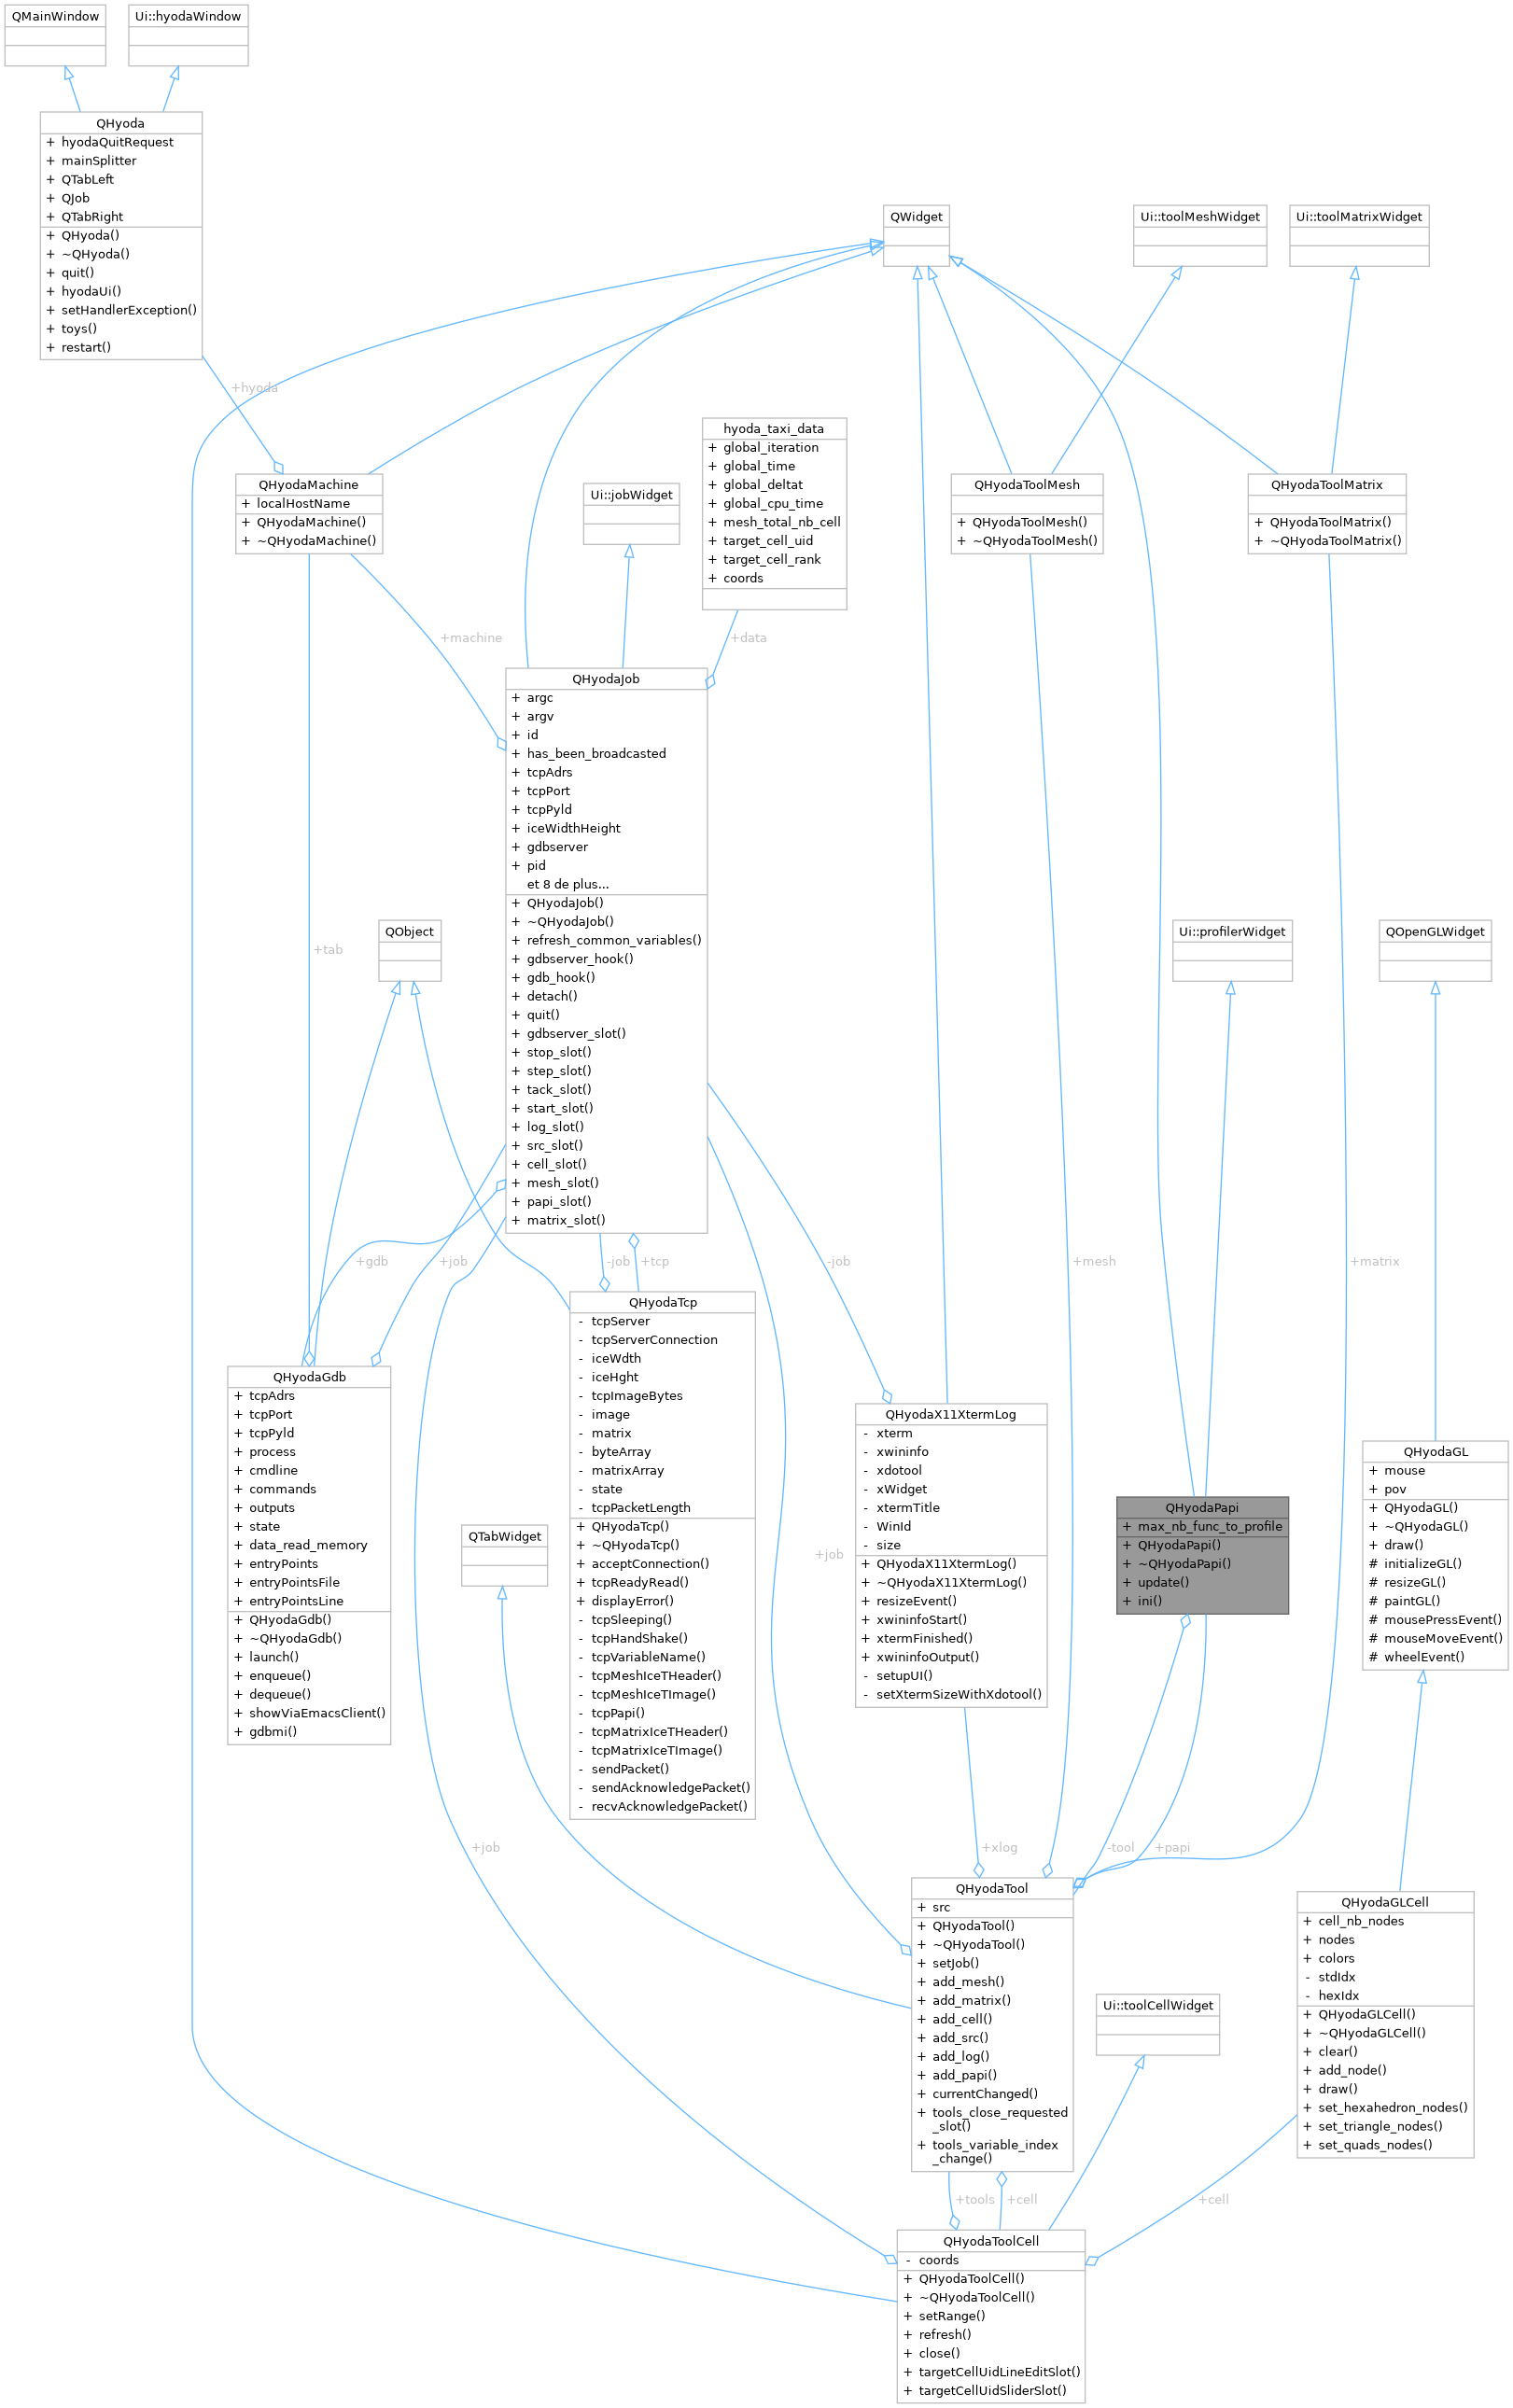 QMainWindow
Ui::hyodaWindow
QHyoda
+ hyodaQuitRequest
+ mainSplitter
+ QTabLeft
+ QJob
+ QTabRight
+ QHyoda()
+ ~QHyoda()
+ quit()
+ hyodaUi()
+ setHandlerException()
+ toys()
+ restart()
QWidget
Ui::toolMeshWidget
Ui::toolMatrixWidget
+hyoda
QHyodaMachine
+ localHostName
+ QHyodaMachine()
+ ~QHyodaMachine()
Ui::jobWidget
hyoda_taxi_data
+ global_iteration
+ global_time
+ global_deltat
+ global_cpu_time
+ mesh_total_nb_cell
+ target_cell_uid
+ target_cell_rank
+ coords
QHyodaToolMesh
+ QHyodaToolMesh()
+ ~QHyodaToolMesh()
QHyodaToolMatrix
+ QHyodaToolMatrix()
+ ~QHyodaToolMatrix()
+machine
+data
QHyodaJob
+ argc
+ argv
+ id
+ has_been_broadcasted
+ tcpAdrs
+ tcpPort
+ tcpPyld
+ iceWidthHeight
+ gdbserver
+ pid
et 8 de plus...
+ QHyodaJob()
+ ~QHyodaJob()
+ refresh_common_variables()
+ gdbserver_hook()
+ gdb_hook()
+ detach()
+ quit()
+ gdbserver_slot()
+ stop_slot()
+ step_slot()
+ tack_slot()
+ start_slot()
+ log_slot()
+ src_slot()
+ cell_slot()
+ mesh_slot()
+ papi_slot()
+ matrix_slot()
QObject
+tab
Ui::profilerWidget
QOpenGLWidget
+gdb
+job
-job
+tcp
-job
+mesh
+matrix
QHyodaGdb
+ tcpAdrs
+ tcpPort
+ tcpPyld
+ process
+ cmdline
+ commands
+ outputs
+ state
+ data_read_memory
+ entryPoints
+ entryPointsFile
+ entryPointsLine
+ QHyodaGdb()
+ ~QHyodaGdb()
+ launch()
+ enqueue()
+ dequeue()
+ showViaEmacsClient()
+ gdbmi()
QTabWidget
QHyodaTcp
- tcpServer
- tcpServerConnection
- iceWdth
- iceHght
- tcpImageBytes
- image
- matrix
- byteArray
- matrixArray
- state
- tcpPacketLength
+ QHyodaTcp()
+ ~QHyodaTcp()
+ acceptConnection()
+ tcpReadyRead()
+ displayError()
- tcpSleeping()
- tcpHandShake()
- tcpVariableName()
- tcpMeshIceTHeader()
- tcpMeshIceTImage()
- tcpPapi()
- tcpMatrixIceTHeader()
- tcpMatrixIceTImage()
- sendPacket()
- sendAcknowledgePacket()
- recvAcknowledgePacket()
+job
QHyodaX11XtermLog
- xterm
- xwininfo
- xdotool
- xWidget
- xtermTitle
- WinId
- size
+ QHyodaX11XtermLog()
+ ~QHyodaX11XtermLog()
+ resizeEvent()
+ xwininfoStart()
+ xtermFinished()
+ xwininfoOutput()
- setupUI()
- setXtermSizeWithXdotool()
QHyodaPapi
+ max_nb_func_to_profile
+ QHyodaPapi()
+ ~QHyodaPapi()
+ update()
+ ini()
QHyodaGL
+ mouse
+ pov
+ QHyodaGL()
+ ~QHyodaGL()
+ draw()
# initializeGL()
# resizeGL()
# paintGL()
# mousePressEvent()
# mouseMoveEvent()
# wheelEvent()
+job
+xlog
-tool
+papi
QHyodaTool
+ src
+ QHyodaTool()
+ ~QHyodaTool()
+ setJob()
+ add_mesh()
+ add_matrix()
+ add_cell()
+ add_src()
+ add_log()
+ add_papi()
+ currentChanged()
+ tools_close_requested
_slot()
+ tools_variable_index
_change()
Ui::toolCellWidget
QHyodaGLCell
+ cell_nb_nodes
+ nodes
+ colors
- stdIdx
- hexIdx
+ QHyodaGLCell()
+ ~QHyodaGLCell()
+ clear()
+ add_node()
+ draw()
+ set_hexahedron_nodes()
+ set_triangle_nodes()
+ set_quads_nodes()
+tools
+cell
+cell
QHyodaToolCell
- coords
+ QHyodaToolCell()
+ ~QHyodaToolCell()
+ setRange()
+ refresh()
+ close()
+ targetCellUidLineEditSlot()
+ targetCellUidSliderSlot()